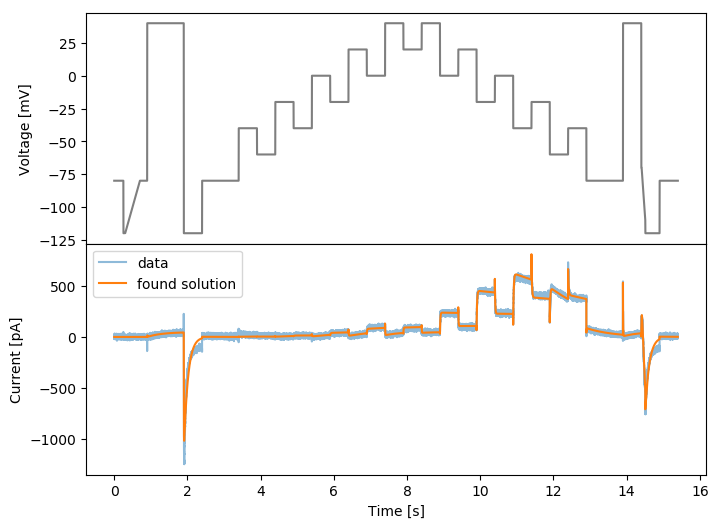 25
0
−25
−50
−75
−100
−125
Voltage [mV]
data
found solution
500
0
−500
−1000
Current [pA]
0 2 4 6 8 10 12 14 16
Time [s]